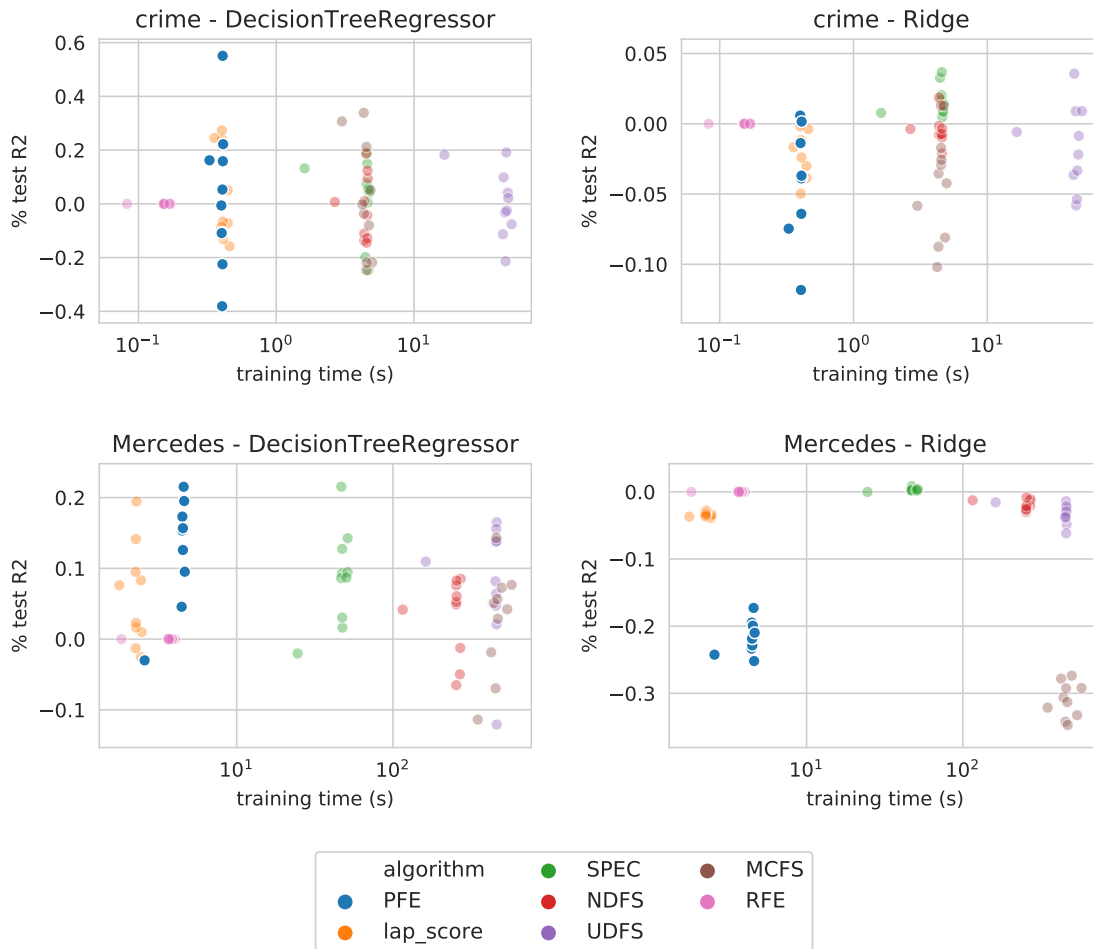 crime - DecisionTreeRegressor
0.6
0.4
0.2
0.0
−0.2
−0.4
% test R2
10⁻¹ 10⁰ 10¹
training time (s)
crime - Ridge
0.05
0.00
−0.05
−0.10
% test R2
10⁻¹ 10⁰ 10¹
training time (s)
Mercedes - DecisionTreeRegressor
0.2
0.1
0.0
−0.1
% test R2
10¹ 10²
training time (s)
Mercedes - Ridge
0.0
−0.1
−0.2
−0.3
% test R2
10¹ 10²
training time (s)
algorithm
PFE
lap_score
SPEC
NDFS
UDFS
MCFS
RFE